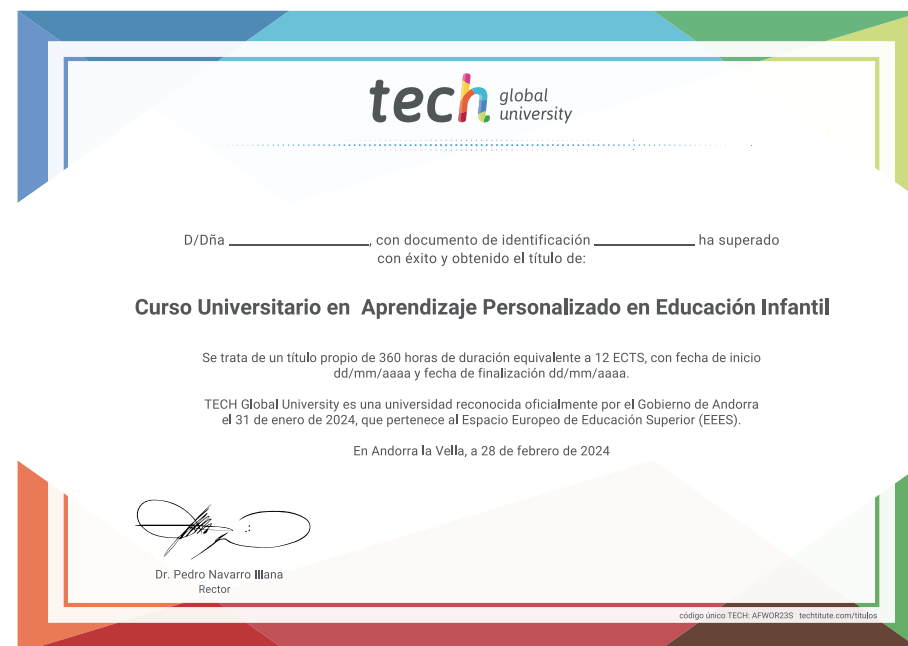 tech global
university
D/Dña ______________, con documento de identificación __________ ha superado
con éxito y obtenido el título de:
Curso Universitario en Aprendizaje Personalizado en Educación Infantil
Se trata de un título propio de 360 horas de duración equivalente a 12 ECTS, con fecha de inicio
dd/mm/aaaa y fecha de finalización dd/mm/aaaa.
TECH Global University es una universidad reconocida oficialmente por el Gobierno de Andorra
el 31 de enero de 2024, que pertenece al Espacio Europeo de Educación Superior (EEES).
En Andorra la Vella, a 28 de febrero de 2024
Dr. Pedro Navarro Illana
Rector
código único TECH: AFWOR23S techtitute.com/titulos